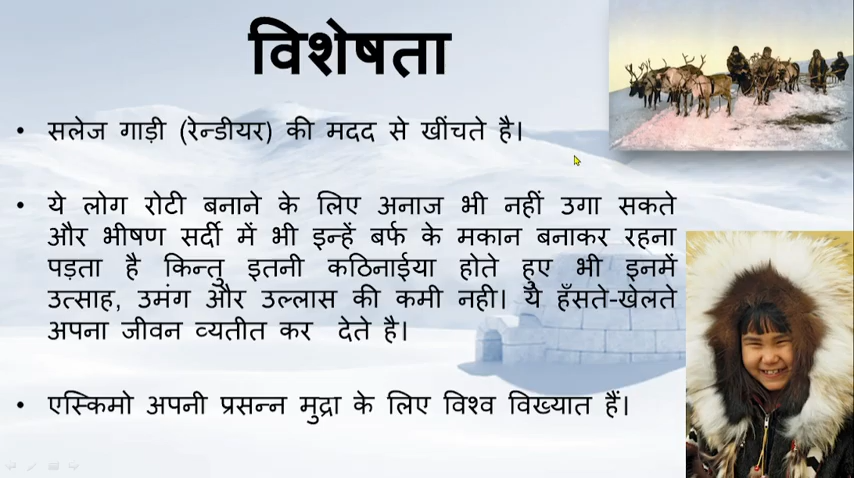 विशेषता
• सलेज गाड़ी (रेन्डीयर) की मदद से खींचते है।
• ये लोग रोटी बनाने के लिए अनाज भी नहीं उगा सकते
और भीषण सर्दी में भी इन्हें बर्फ के मकान बनाकर रहना
पड़ता है किन्तु इतनी कठिनाईया होते हुए भी इनमें
उत्साह, उमंग और उल्लास की कमी नही। ये हँसते-खेलते
अपना जीवन व्यतीत कर देते है।
• एस्किमो अपनी प्रसन्न मुद्रा के लिए विश्व विख्यात हैं।